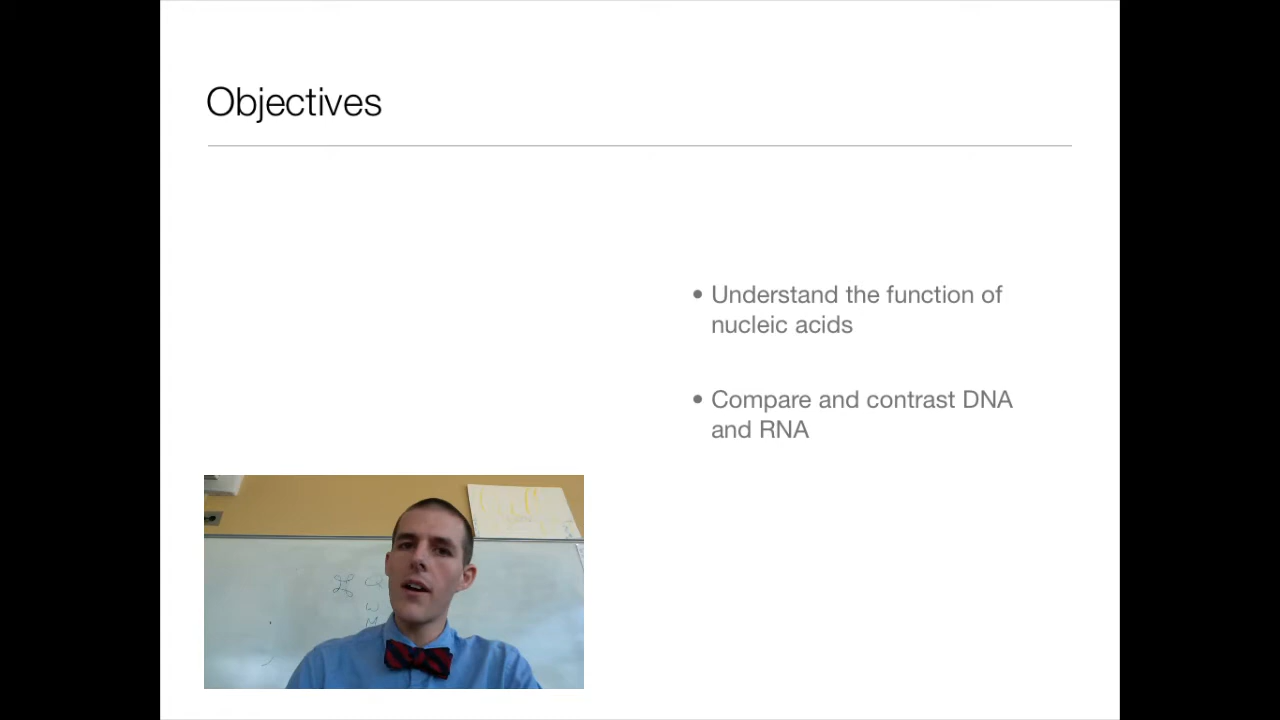 Objectives
• Understand the function of
nucleic acids
• Compare and contrast DNA
and RNA
⌘ Q
W
M